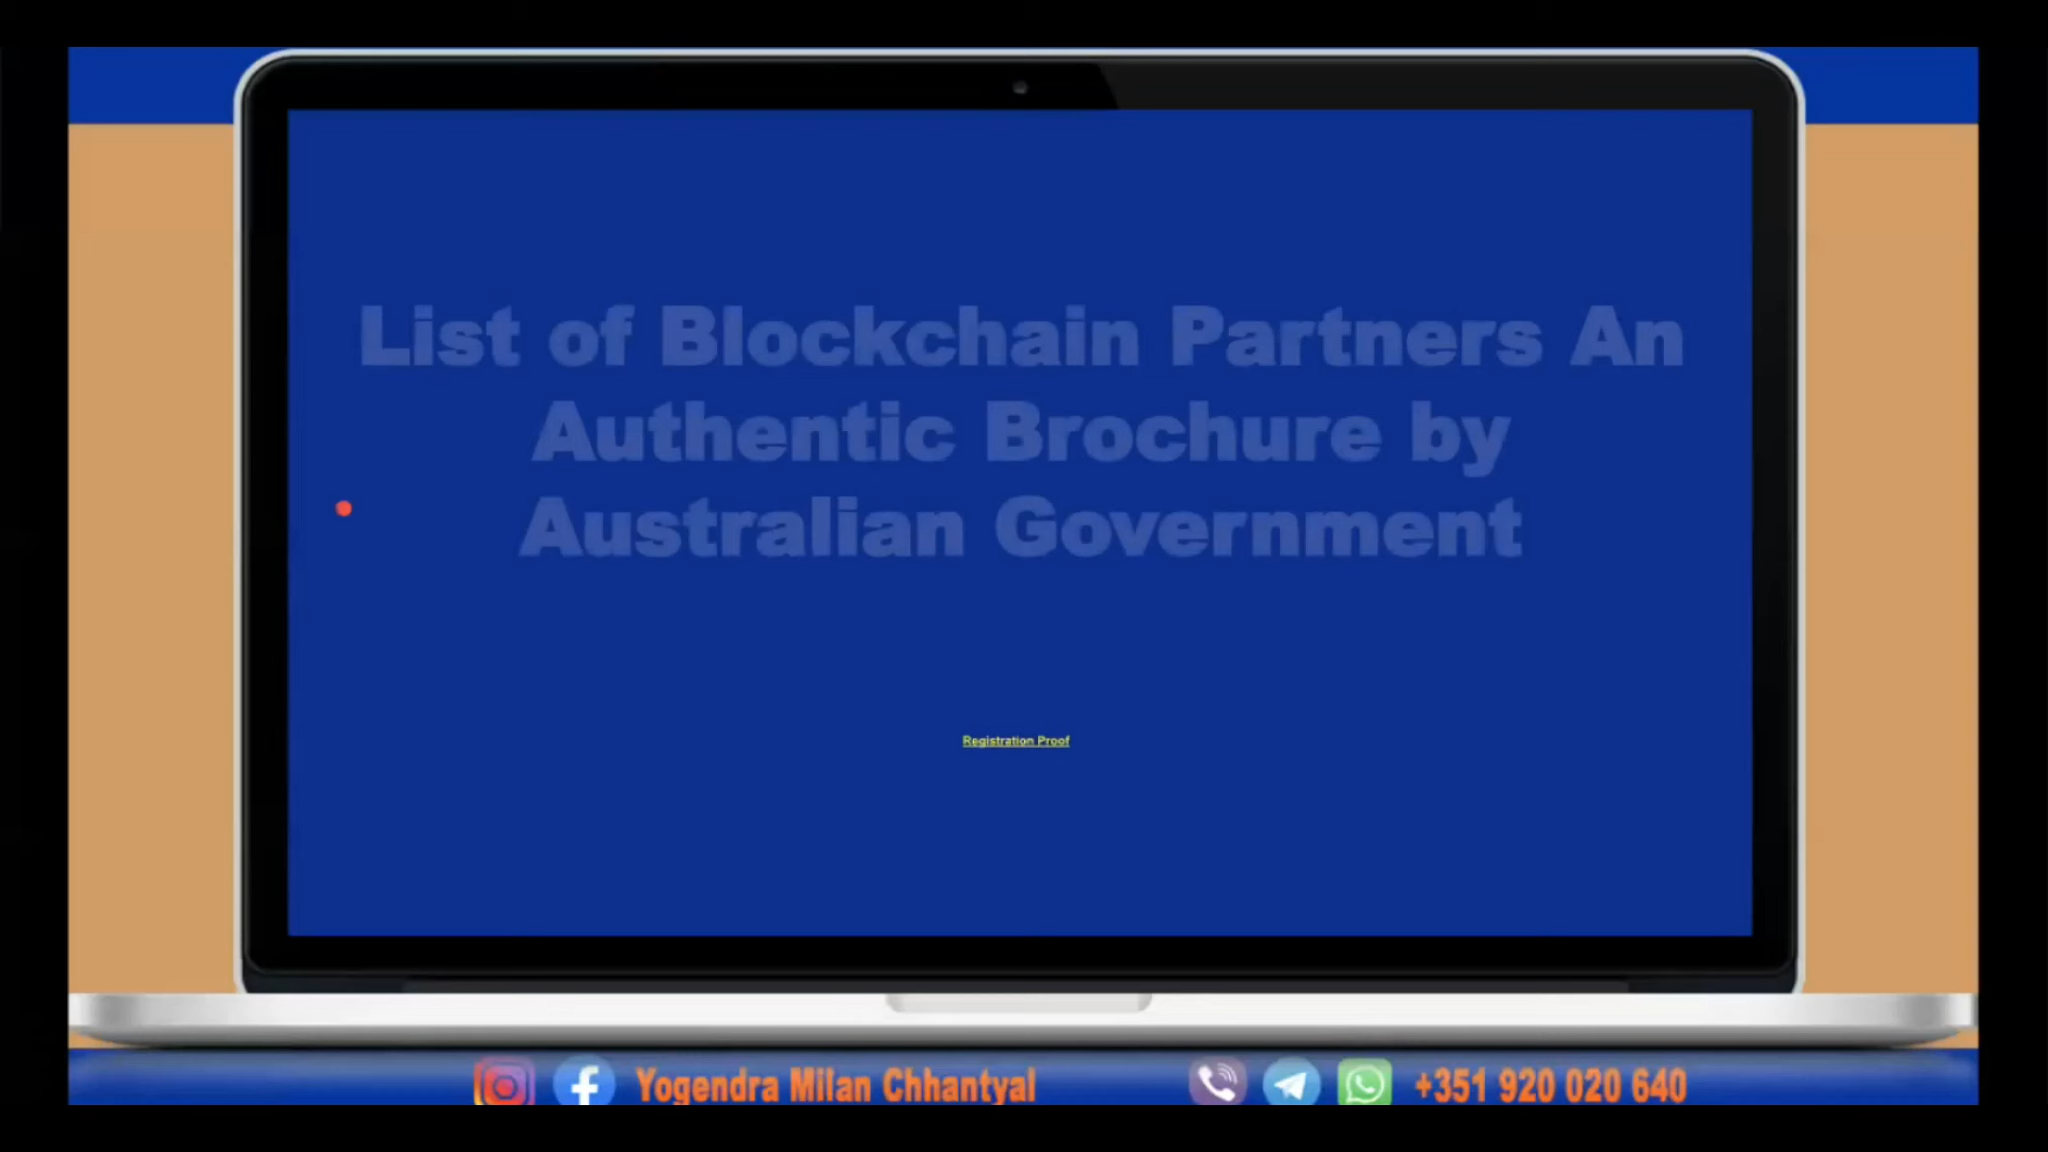 List of Blockchain Partners An
Authentic Brochure by
Australian Government
Registration Proof
Yogendra Milan Chhantyal
+351 920 020 640